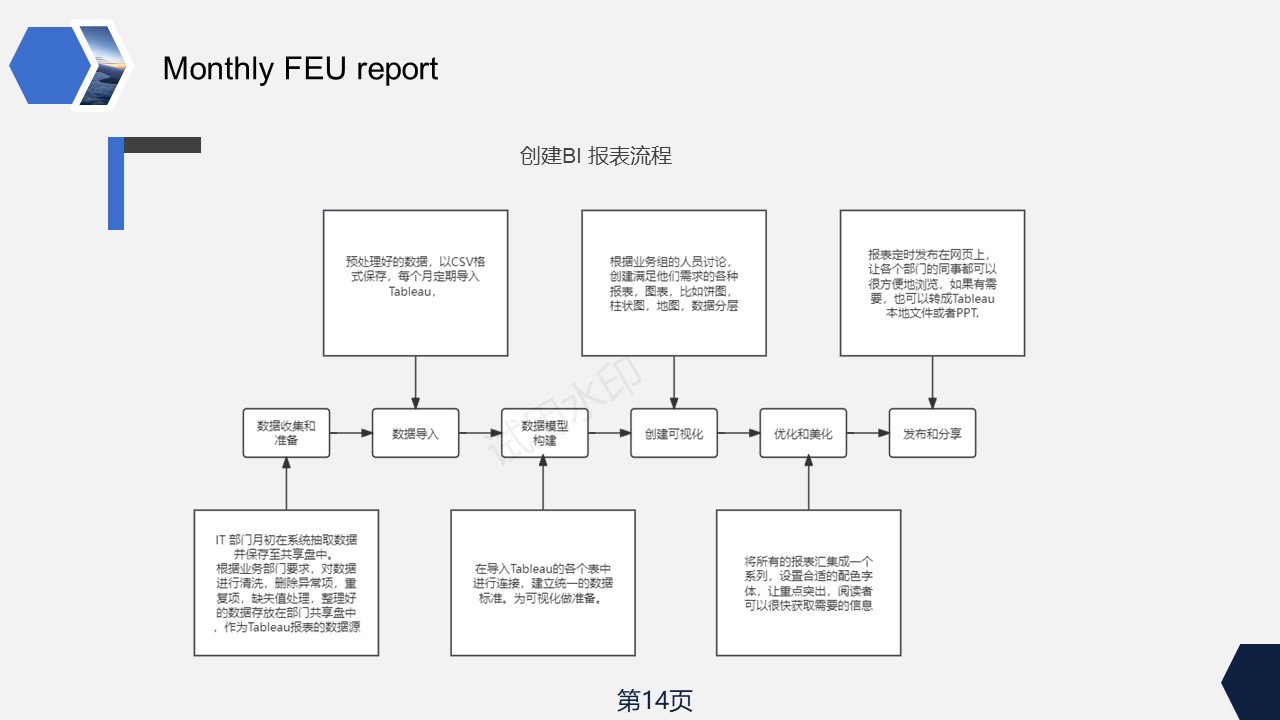 Monthly FEU report
创建BI 报表流程
预处理好的数据，以CSV格
式保存，每个月定期导入
Tableau，
根据业务组的人员讨论，
创建满足他们需求的各种
报表，图表，比如饼图，
柱状图，地图，数据分层
报表定时发布在网页上，
让各个部门的同事都可以
很方便地浏览，如果有需
要，也可以转成Tableau
本地文件或者PPT.
数据收集和
准备
数据导入
数据模型
构建
创建可视化
优化和美化
发布和分享
试用水印
IT 部门月初在系统抽取数据
并保存至共享盘中。
根据业务部门要求，对数据
进行清洗，删除异常项，重
复项，缺失值处理，整理好
的数据存放在部门共享盘中
，作为Tableau报表的数据源
在导入Tableau的各个表中
进行连接，建立统一的数据
标准。为可视化做准备。
将所有的报表汇集成一个
系列，设置合适的配色字
体，让重点突出，阅读者
可以很快获取需要的信息
第14页